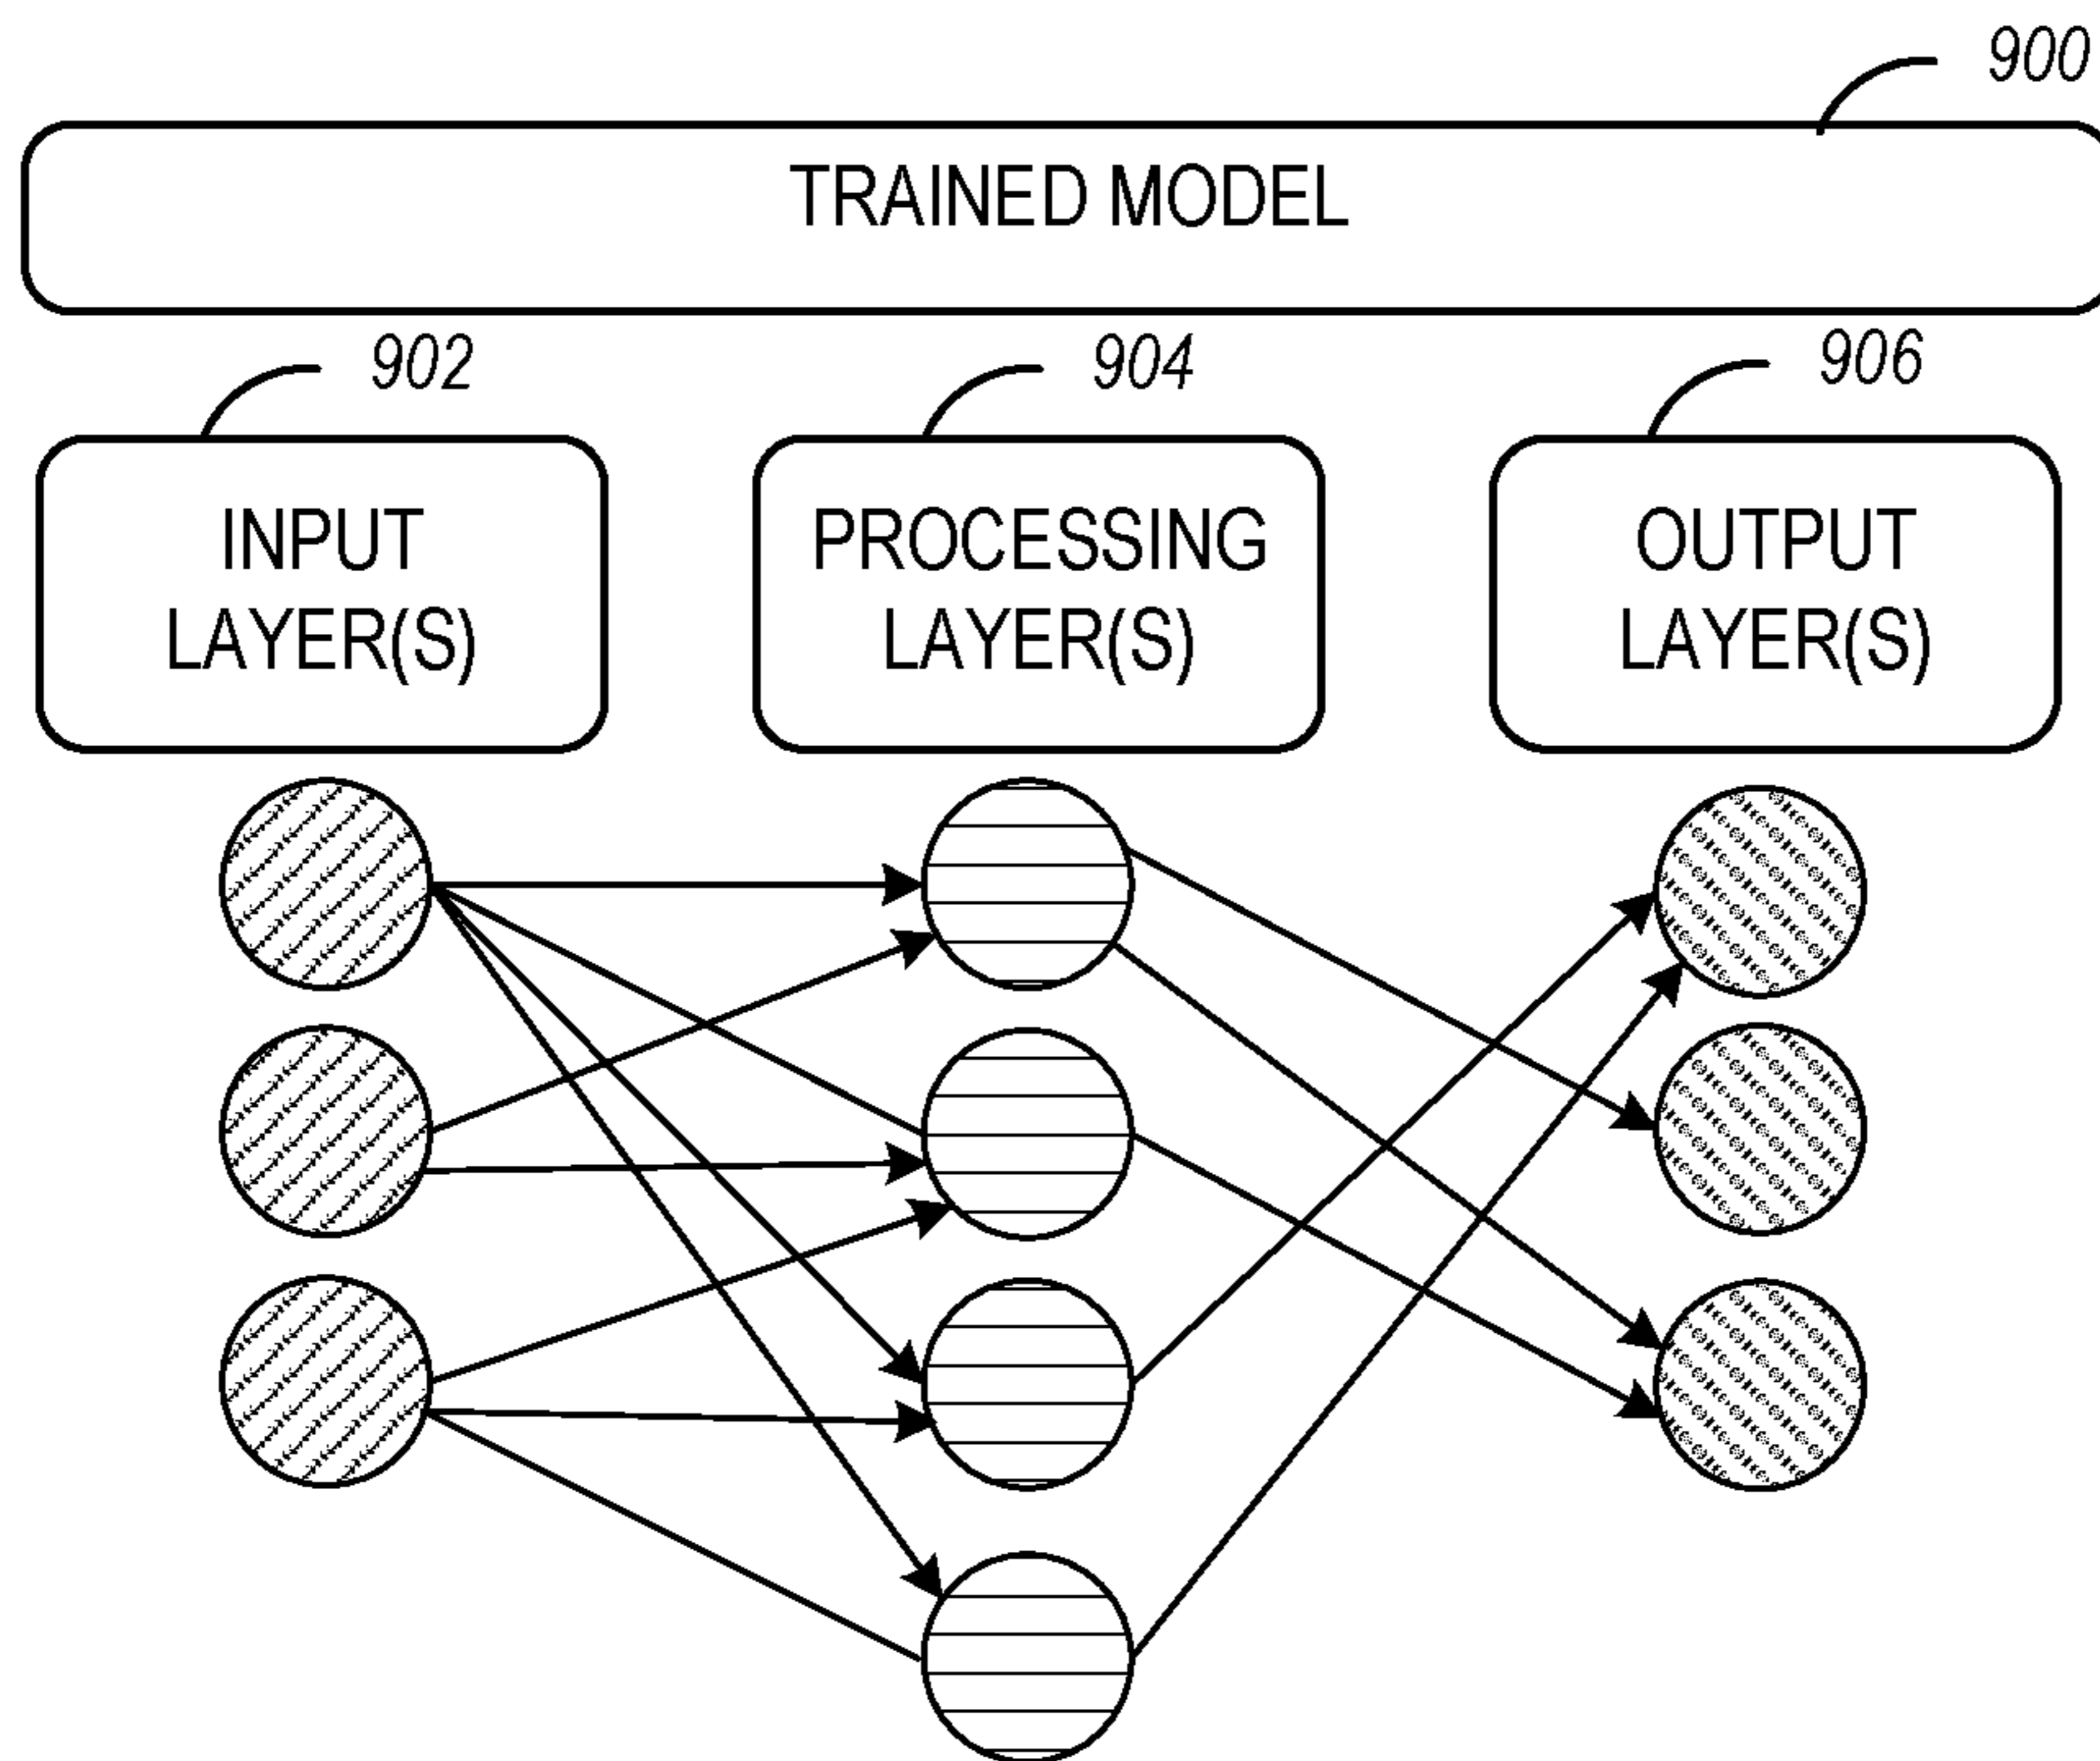 900
TRAINED MODEL
902
904
906
INPUT
LAYER(S)
PROCESSING
LAYER(S)
OUTPUT
LAYER(S)